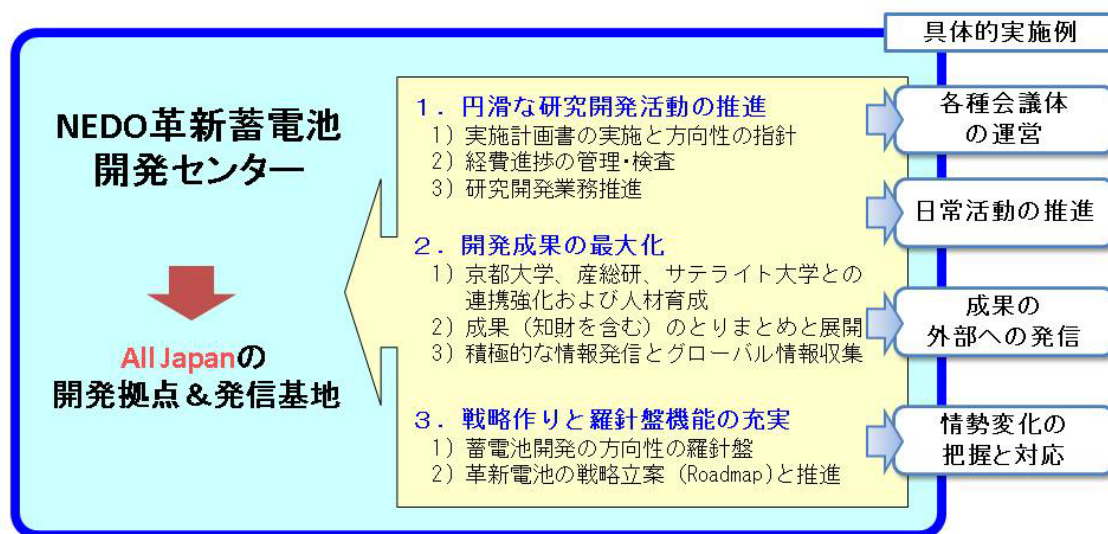 具体的実施例
NEDO革新蓄電池
開発センター
All Japanの
開発拠点＆発信基地
１．円滑な研究開発活動の推進
１）実施計画書の実施と方向性の指針
２）経費進捗の管理・検査
３）研究開発業務推進
２．開発成果の最大化
１）京都大学、産総研、サテライト大学との
連携強化および人材育成
２）成果（知財を含む）のとりまとめと展開
３）積極的な情報発信とグローバル情報収集
３．戦略作りと羅針盤機能の充実
１）蓄電池開発の方向性の羅針盤
２）革新電池の戦略立案（Roadmap)と推進
各種会議体
の運営
日常活動の推進
成果の
外部への発信
情勢変化の
把握と対応